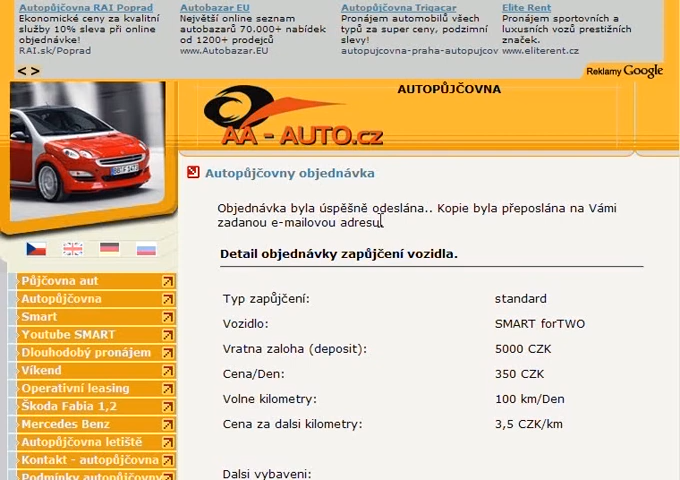 Autopůjčovna RAI Poprad
Ekonomické ceny za kvalitní
služby 10% sleva při online
objednávke!
RAI.sk/Poprad
Autobazar EU
Největší online seznam
autobazarů 70.000+ nabídek
od 1200+ prodejců
www.Autobazar.EU
Autopůjčovna Trigacar
Pronájem automobilů všech
typů za super ceny, podzimní
slevy!
autopujcovna-praha-autopujcov
Elite Rent
Pronájem sportovních a
luxusních vozů prestižních
značek.
www.eliterent.cz
< >
Reklamy Google
AUTOPŮJČOVNA
AA - AUTO.cz
Autopůjčovny objednávka
Objednávka byla úspěšně odeslána.. Kopie byla přeposlána na Vámi
zadanou e-mailovou adresu.
Detail objednávky zapůjčení vozidla.
Typ zapůjčení: standard
Vozidlo: SMART forTWO
Vratna zaloha (deposit): 5000 CZK
Cena/Den: 350 CZK
Volne kilometry: 100 km/Den
Cena za dalsi kilometry: 3,5 CZK/km
Dalsi vybaveni:
Půjčovna aut
Autopůjčovna
Smart
Youtube SMART
Dlouhodobý pronájem
Víkend
Operativní leasing
Škoda Fabia 1,2
Mercedes Benz
Autopůjčovna letiště
Kontakt - autopůjčovna
Podmínky autopůjčovny